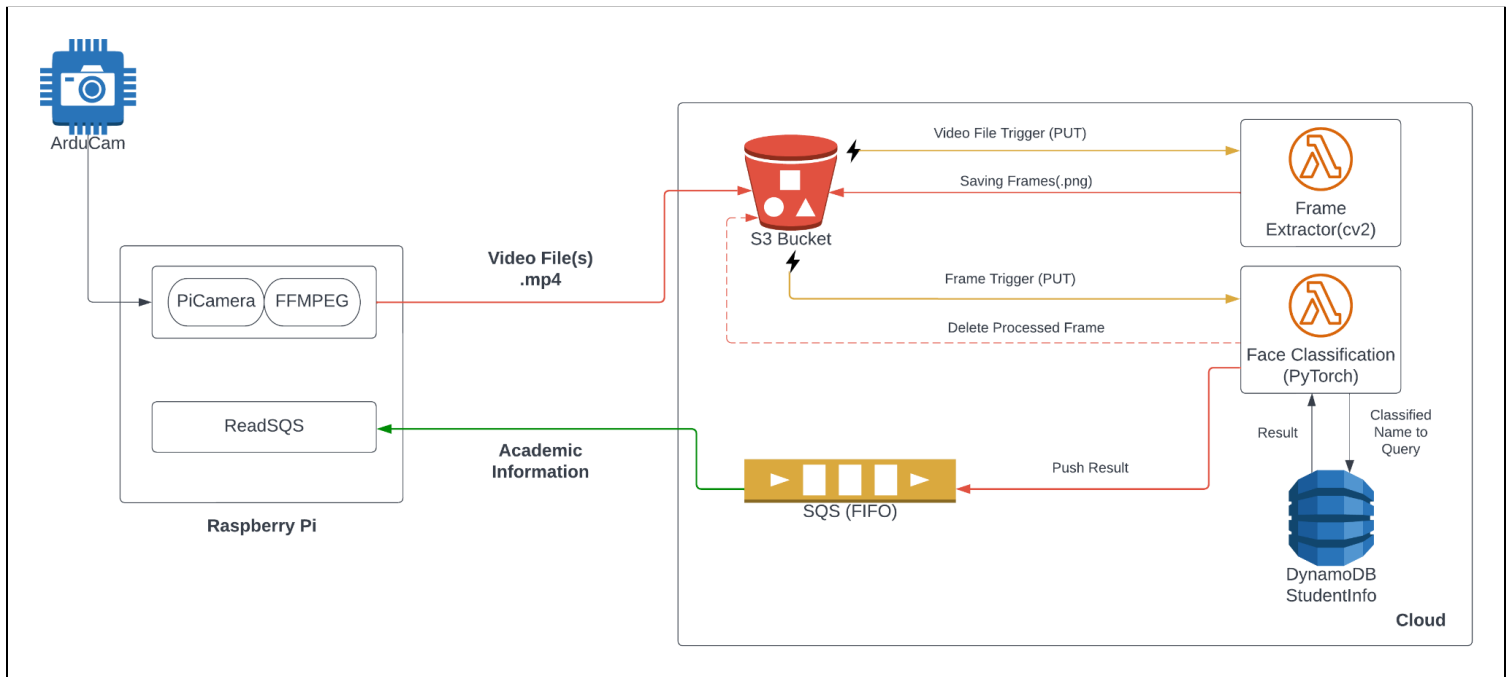 ArduCam
PiCamera
FFMPEG
ReadSQS
Raspberry Pi
Video File(s)
.mp4
Academic
Information
S3 Bucket
Video File Trigger (PUT)
Saving Frames(.png)
Frame
Extractor(cv2)
Frame Trigger (PUT)
Delete Processed Frame
Face Classification
(PyTorch)
Result
Classified
Name to
Query
Push Result
SQS (FIFO)
DynamoDB
StudentInfo
Cloud